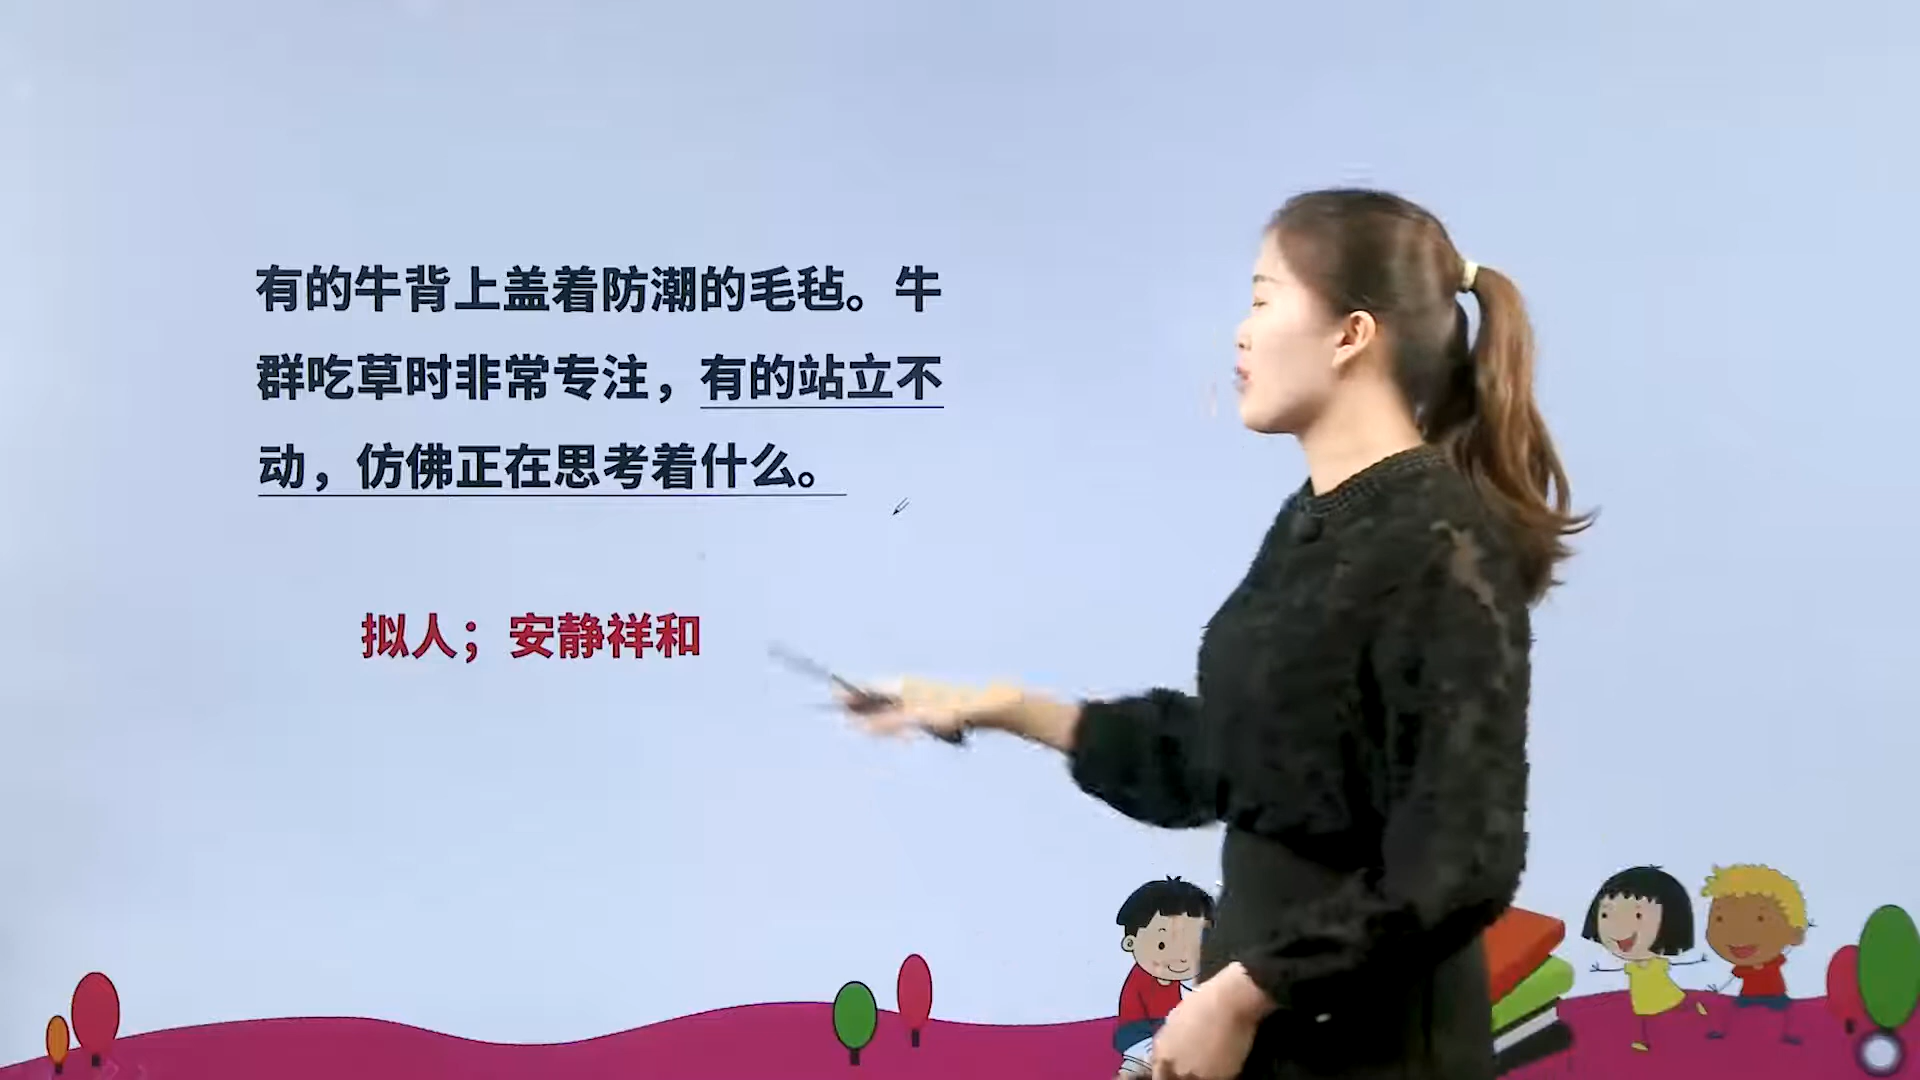 有的牛背上盖着防潮的毛毡。牛
群吃草时非常专注，有的站立不
动，仿佛正在思考着什么。
拟人；安静祥和